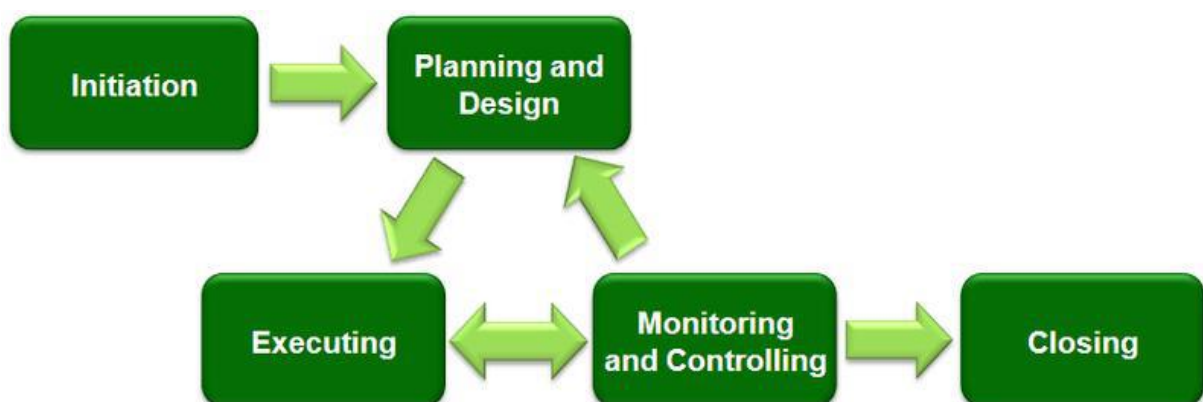 Initiation
Planning and
Design
Executing
Monitoring
and Controlling
Closing